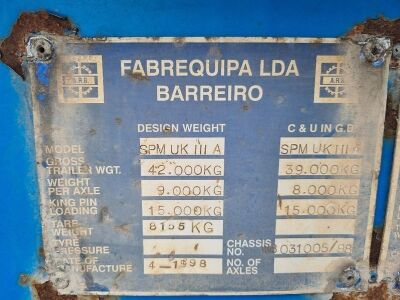 FABREQUIPA LDA
BARREIRO
DESIGN WEIGHT C & U IN G.B
MODEL SPM UK III A SPM UK III A
GROSS
TRAILER WGT. 42.000KG 39.000KG
WEIGHT
PER AXLE 9.000KG 8.000KG
KING PIN
LOADING 15.000KG 15.000KG
TARE
WEIGHT 8155 KG
TYRE
PRESSURE CHASSIS 031005/98
DATE OF
MANUFACTURE 4-1998 NO. OF
AXLES